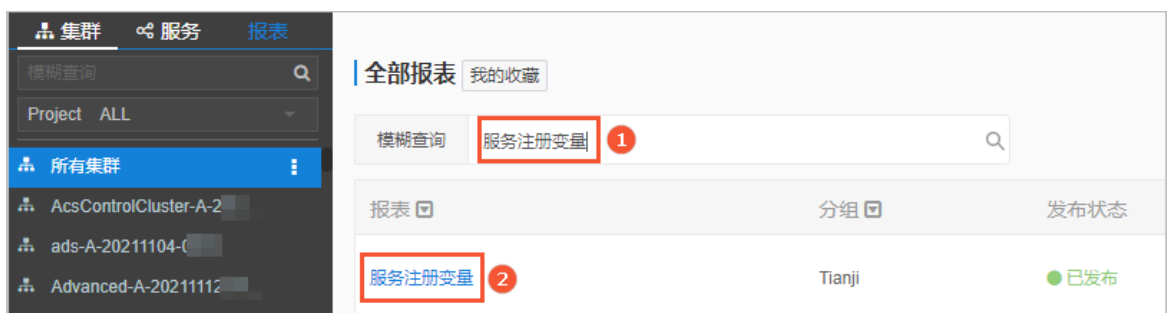 集群 服务 报表
模糊查询
Project ALL
所有集群
AcsControlCluster-A-2
ads-A-20211104-0
Advanced-A-20211112
全部报表 我的收藏
模糊查询 服务注册变量 1
报表 分组 发布状态
服务注册变量 2 Tianji 已发布